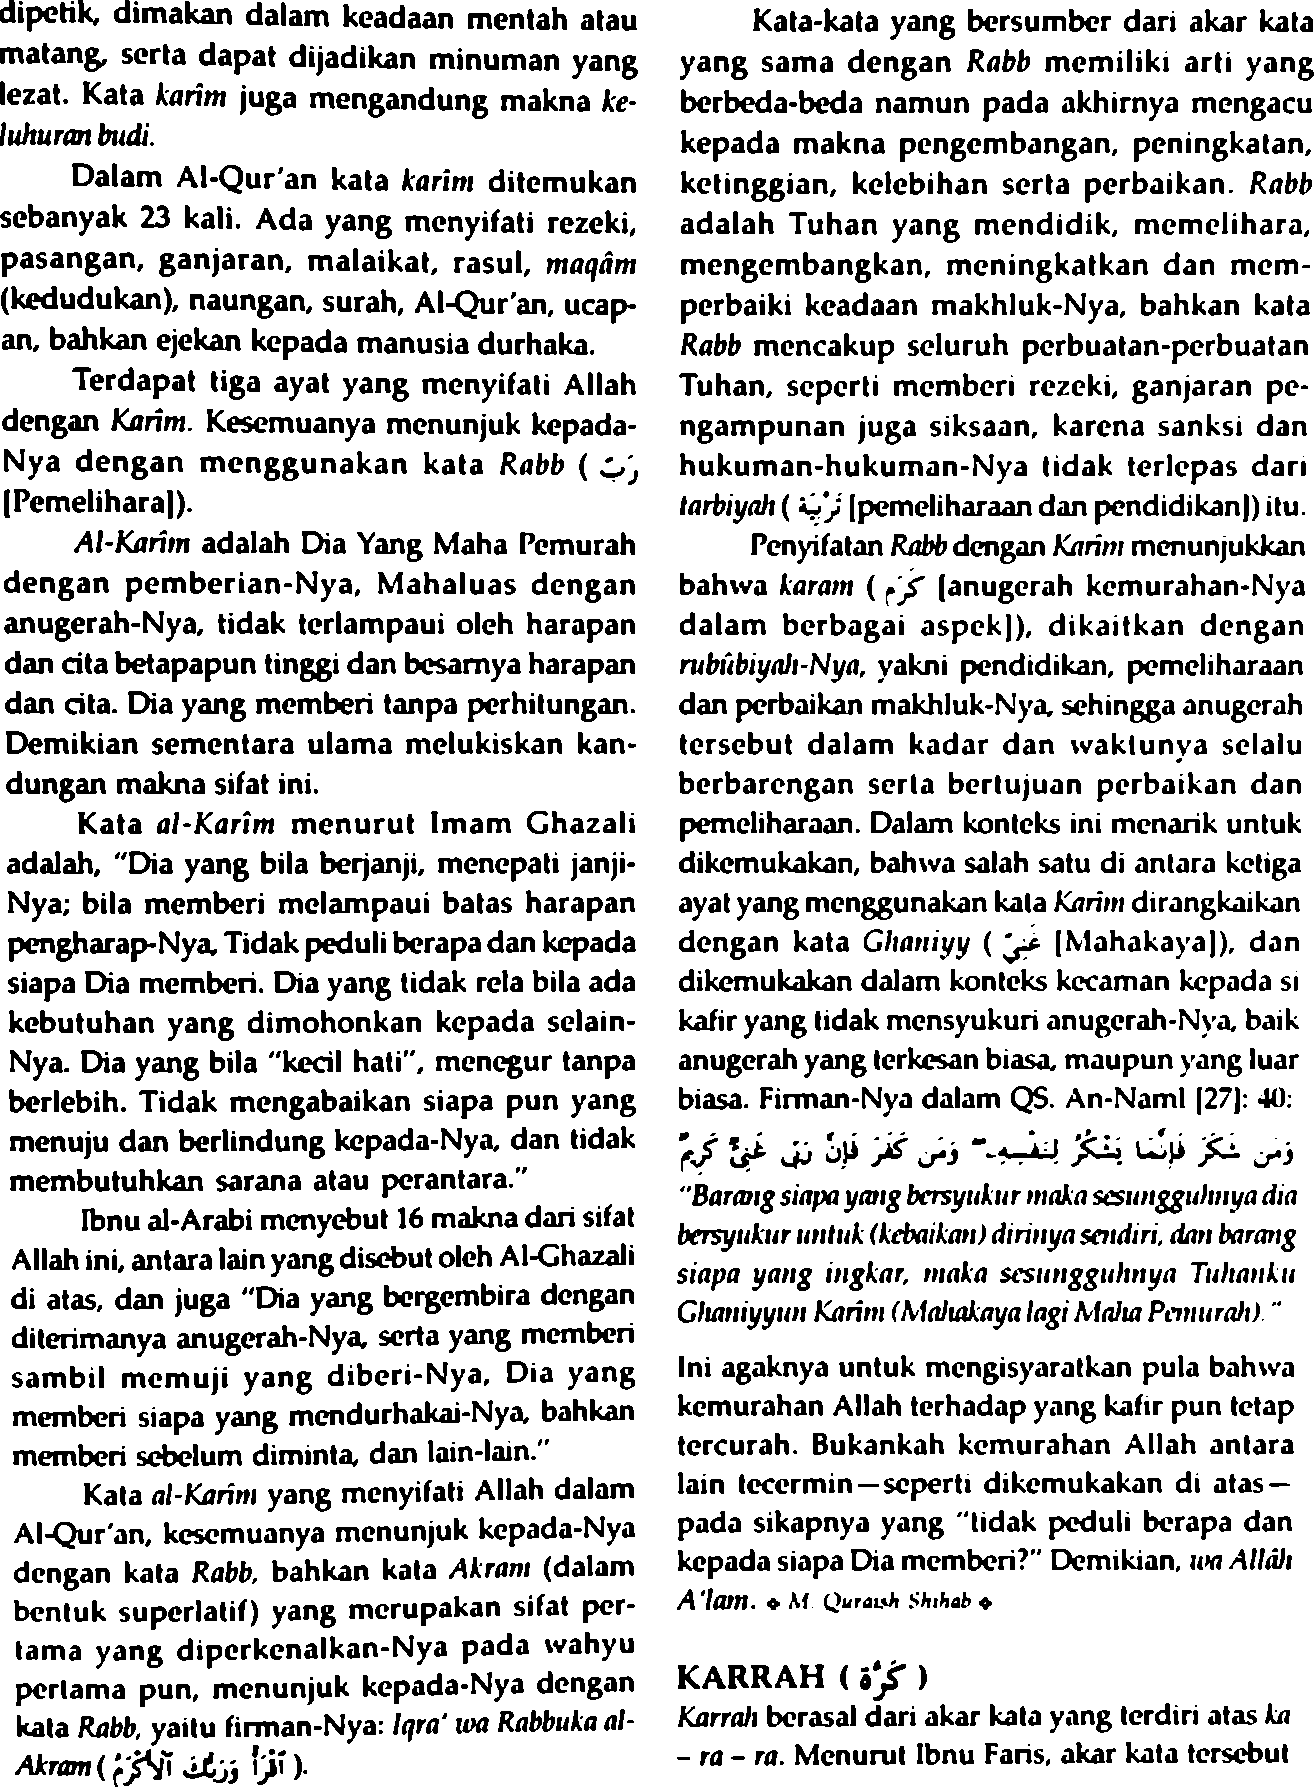 dipetik, dimakan dalam keadaan mentah atau
matang, serta dapat dijadikan minuman yang
lezat. Kata karîm juga mengandung makna ke-
luhuran budi.
Dalam Al-Qur'an kata karîm ditemukan
sebanyak 23 kali. Ada yang menyifati rezeki,
pasangan, ganjaran, malaikat, rasul, maqâm
(kedudukan), naungan, surah, Al-Qur'an, ucap-
an, bahkan ejekan kepada manusia durhaka.
Terdapat tiga ayat yang menyifati Allah
dengan Karîm. Kesemuanya menunjuk kepada-
Nya dengan menggunakan kata Rabb ( رَبّ
[Pemelihara]).
Al-Karîm adalah Dia Yang Maha Pemurah
dengan pemberian-Nya, Mahaluas dengan
anugerah-Nya, tidak terlampaui oleh harapan
dan cita betapapun tinggi dan besarnya harapan
dan cita. Dia yang memberi tanpa perhitungan.
Demikian sementara ulama melukiskan kan-
dungan makna sifat ini.
Kata al-Karîm menurut Imam Ghazali
adalah, "Dia yang bila berjanji, menepati janji-
Nya; bila memberi melampaui batas harapan
pengharap-Nya, Tidak peduli berapa dan kepada
siapa Dia memberi. Dia yang tidak rela bila ada
kebutuhan yang dimohonkan kepada selain-
Nya. Dia yang bila "kecil hati", menegur tanpa
berlebih. Tidak mengabaikan siapa pun yang
menuju dan berlindung kepada-Nya, dan tidak
membutuhkan sarana atau perantara."
Ibnu al-Arabi menyebut 16 makna dari sifat
Allah ini, antara lain yang disebut oleh Al-Ghazali
di atas, dan juga "Dia yang bergembira dengan
diterimanya anugerah-Nya, serta yang memberi
sambil memuji yang diberi-Nya, Dia yang
memberi siapa yang mendurhakai-Nya, bahkan
memberi sebelum diminta, dan lain-lain."
Kata al-Karîm yang menyifati Allah dalam
Al-Qur'an, kesemuanya menunjuk kepada-Nya
dengan kata Rabb, bahkan kata Akram (dalam
bentuk superlatif) yang merupakan sifat per-
tama yang diperkenalkan-Nya pada wahyu
pertama pun, menunjuk kepada-Nya dengan
kata Rabb, yaitu firman-Nya: Iqra' wa Rabbuka al-
Akram ( اَقْرَأْ وَرَبُّكَ اْلأَكْرَمُ ).
Kata-kata yang bersumber dari akar kata
yang sama dengan Rabb memiliki arti yang
berbeda-beda namun pada akhirnya mengacu
kepada makna pengembangan, peningkatan,
ketinggian, kelebihan serta perbaikan. Rabb
adalah Tuhan yang mendidik, memelihara,
mengembangkan, meningkatkan dan mem-
perbaiki keadaan makhluk-Nya, bahkan kata
Rabb mencakup seluruh perbuatan-perbuatan
Tuhan, seperti memberi rezeki, ganjaran pe-
ngampunan juga siksaan, karena sanksi dan
hukuman-hukuman-Nya tidak terlepas dari
tarbiyah ( تَرْبِيَة [pemeliharaan dan pendidikan]) itu.
Penyifatan Rabb dengan Karîm menunjukkan
bahwa karam ( كَرَم [anugerah kemurahan-Nya
dalam berbagai aspek]), dikaitkan dengan
rubûbiyah-Nya, yakni pendidikan, pemeliharaan
dan perbaikan makhluk-Nya, sehingga anugerah
tersebut dalam kadar dan waktunya selalu
berbarengan serta bertujuan perbaikan dan
pemeliharaan. Dalam konteks ini menarik untuk
dikemukakan, bahwa salah satu di antara ketiga
ayat yang menggunakan kata Karîm dirangkaikan
dengan kata Ghaniyy ( غَنِيّ [Mahakaya]), dan
dikemukakan dalam konteks kecaman kepada si
kafir yang tidak mensyukuri anugerah-Nya, baik
anugerah yang terkesan biasa, maupun yang luar
biasa. Firman-Nya dalam QS. An-Naml [27]: 40:
وَمَن شَكَرَ فَإِنَّمَا يَشْكُرُ لِنَفْسِهِۦ وَمَن كَفَرَ فَإِنَّ رَبِّى غَنِىٌّ كَرِيمٌ
"Barang siapa yang bersyukur maka sesungguhnya dia
bersyukur untuk (kebaikan) dirinya sendiri, dan barang
siapa yang ingkar, maka sesungguhnya Tuhanku
Ghaniyyun Karîm (Mahakaya lagi Maha Pemurah)."
Ini agaknya untuk mengisyaratkan pula bahwa
kemurahan Allah terhadap yang kafir pun tetap
tercurah. Bukankah kemurahan Allah antara
lain tecermin—seperti dikemukakan di atas—
pada sikapnya yang "tidak peduli berapa dan
kepada siapa Dia memberi?" Demikian, wa Allâh
A'lam. ❖ M. Quraish Shihab ❖
KARRAH ( كَرَّة )
Karrah berasal dari akar kata yang terdiri atas ka
– ra – ra. Menurut Ibnu Faris, akar kata tersebut